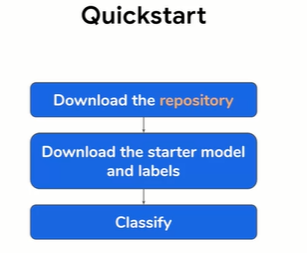 Quickstart
Download the repository
Download the starter model
and labels
Classify